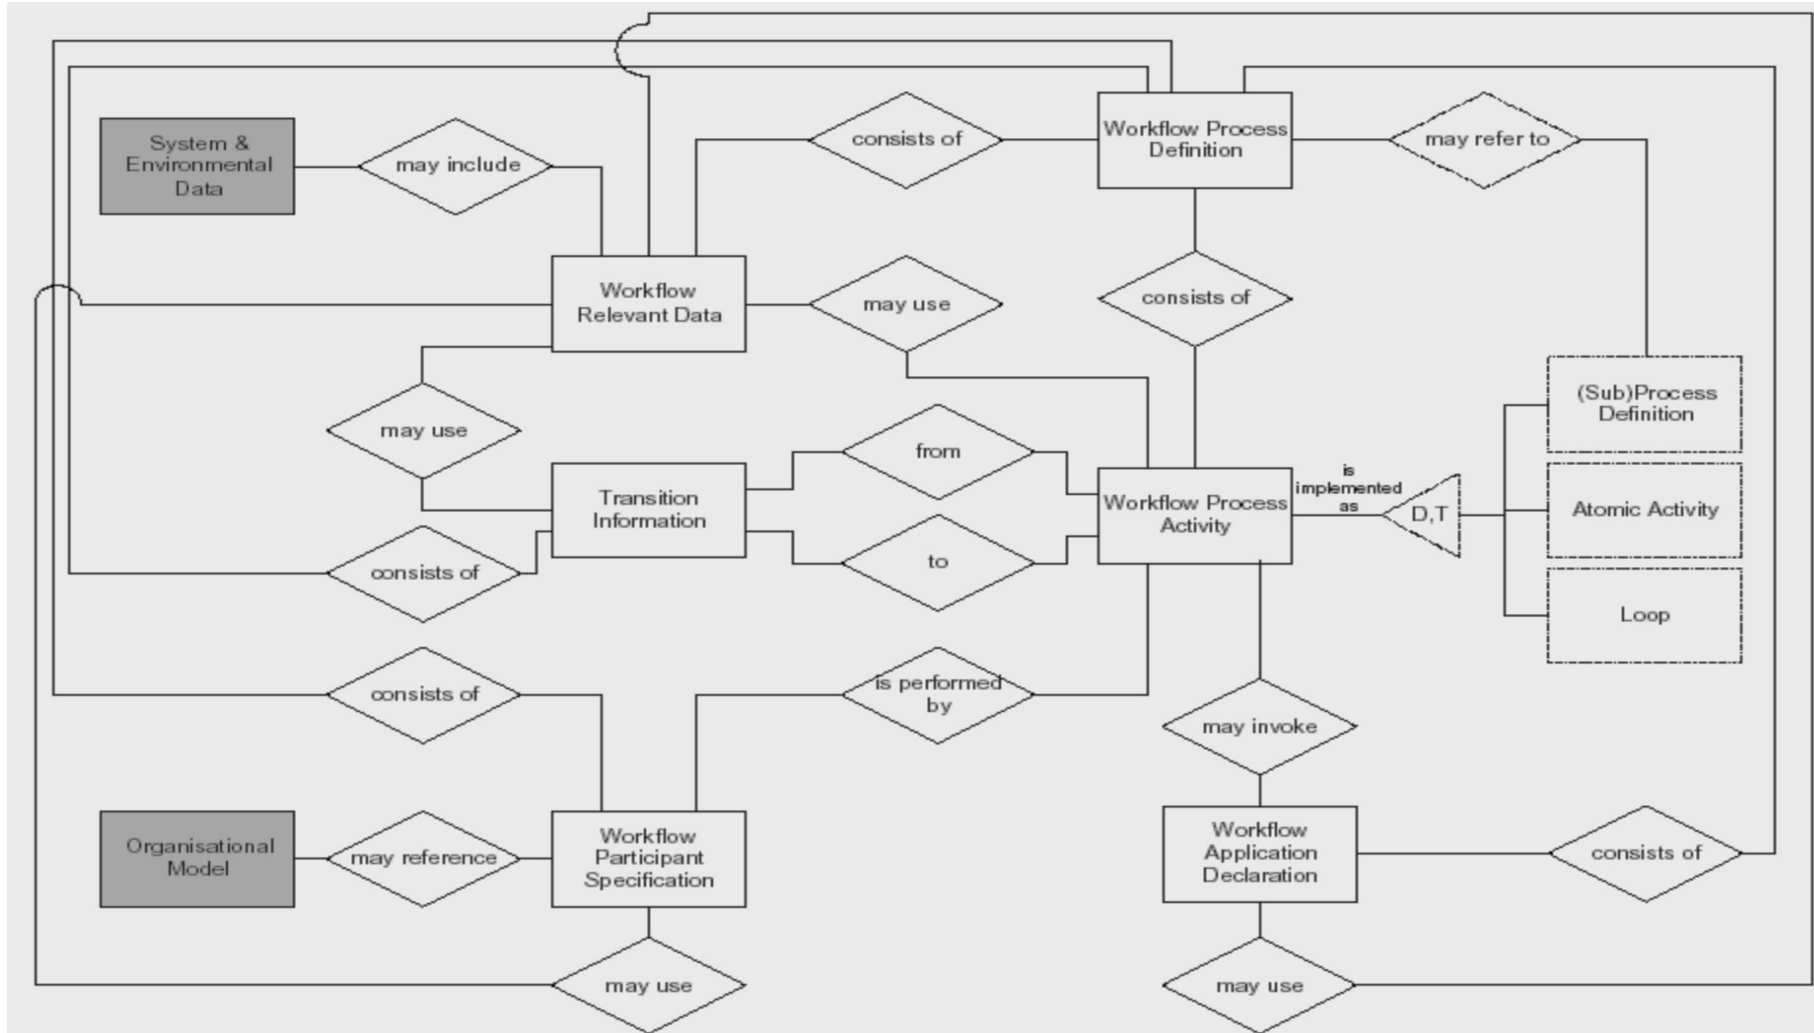 System &
Environmental
Data
may include
consists of
Workflow Process
Definition
may refer to
Workflow
Relevant Data
may use
consists of
(Sub)Process
Definition
may use
from
Transition
Information
Workflow Process
Activity
is
implemented
as
D,T
Atomic Activity
consists of
to
Loop
consists of
is performed
by
may invoke
Organisational
Model
may reference
Workflow
Participant
Specification
Workflow
Application
Declaration
consists of
may use
may use